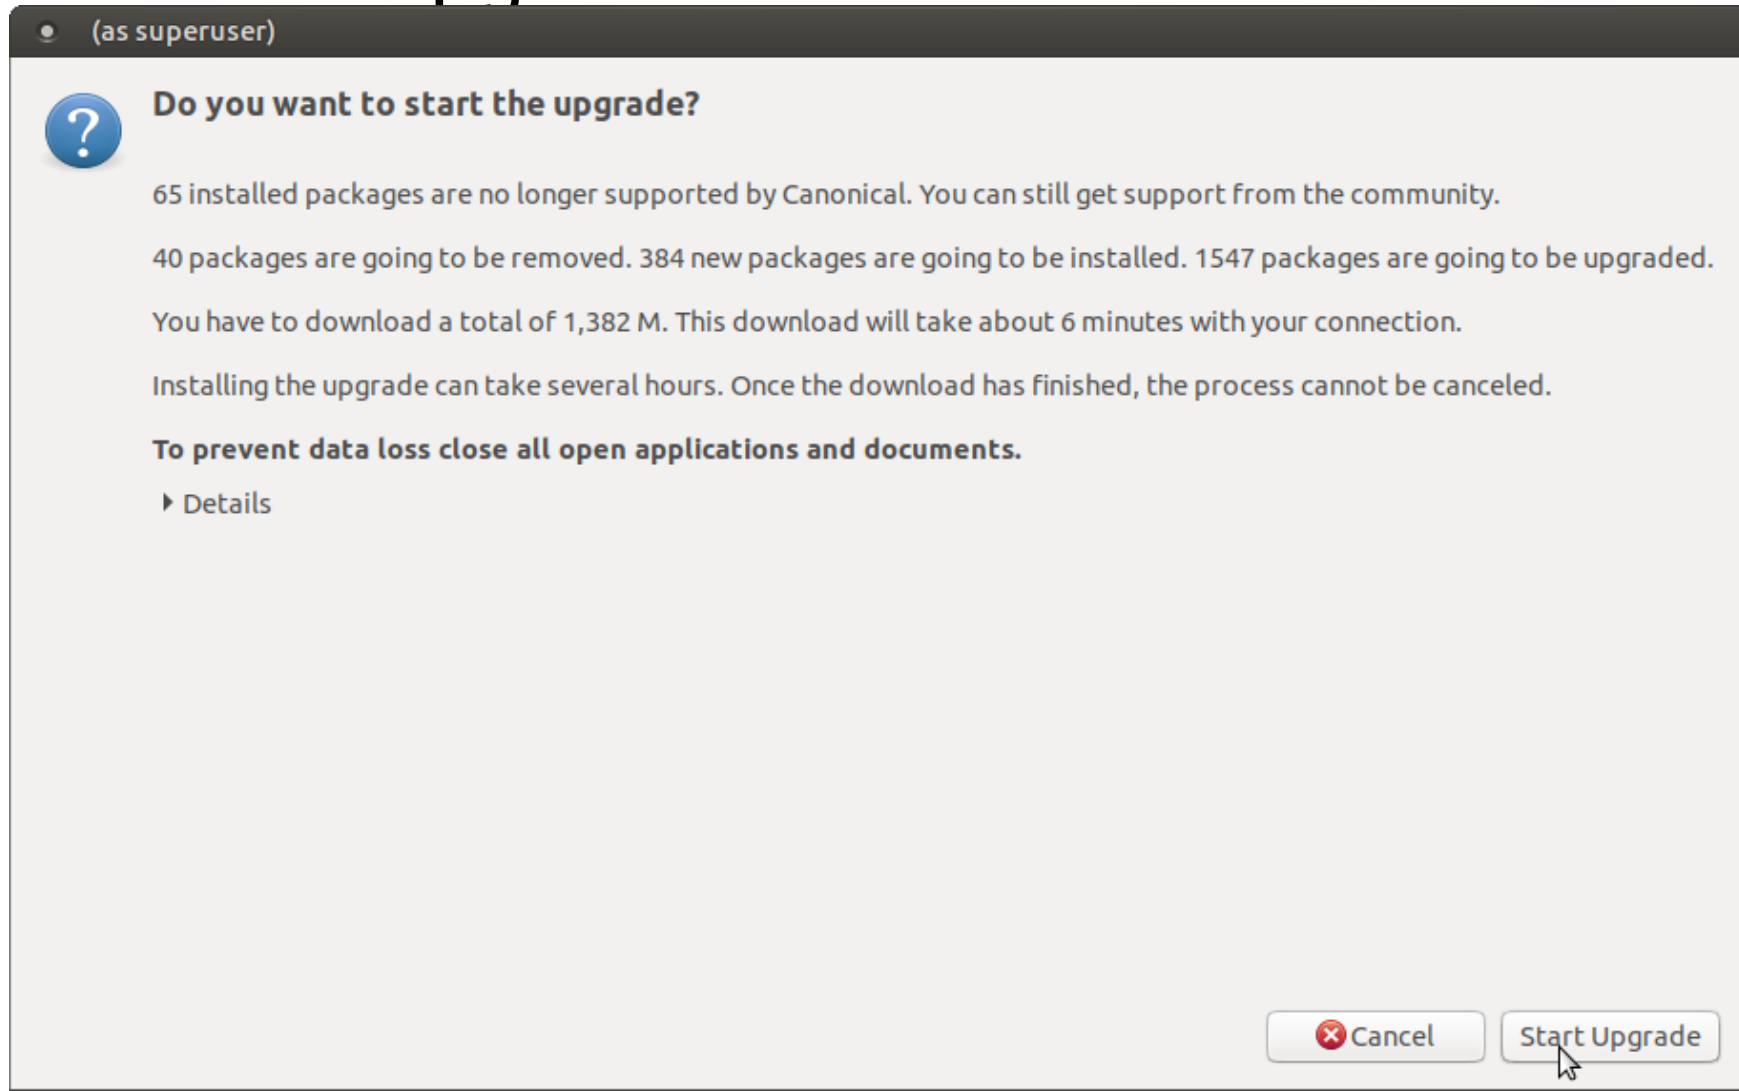 (as superuser)
Do you want to start the upgrade?
65 installed packages are no longer supported by Canonical. You can still get support from the community.
40 packages are going to be removed. 384 new packages are going to be installed. 1547 packages are going to be upgraded.
You have to download a total of 1,382 M. This download will take about 6 minutes with your connection.
Installing the upgrade can take several hours. Once the download has finished, the process cannot be canceled.
To prevent data loss close all open applications and documents.
Details
Cancel
Start Upgrade